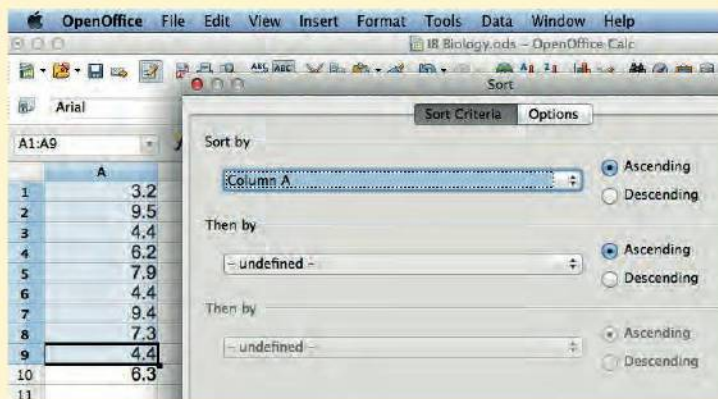 OpenOffice File Edit View Insert Format Tools Data Window Help
IB Biology.ods – OpenOffice Calc
ABC ABC
Sort
Arial
Sort Criteria Options
A1:A9
Sort by
A
Column A
Ascending
Descending
1 3.2
2 9.5
3 4.4
4 6.2
5 7.9
6 4.4
7 9.4
8 7.3
9 4.4
10 6.3
11
Then by
– undefined –
Ascending
Descending
Then by
– undefined –
Ascending
Descending